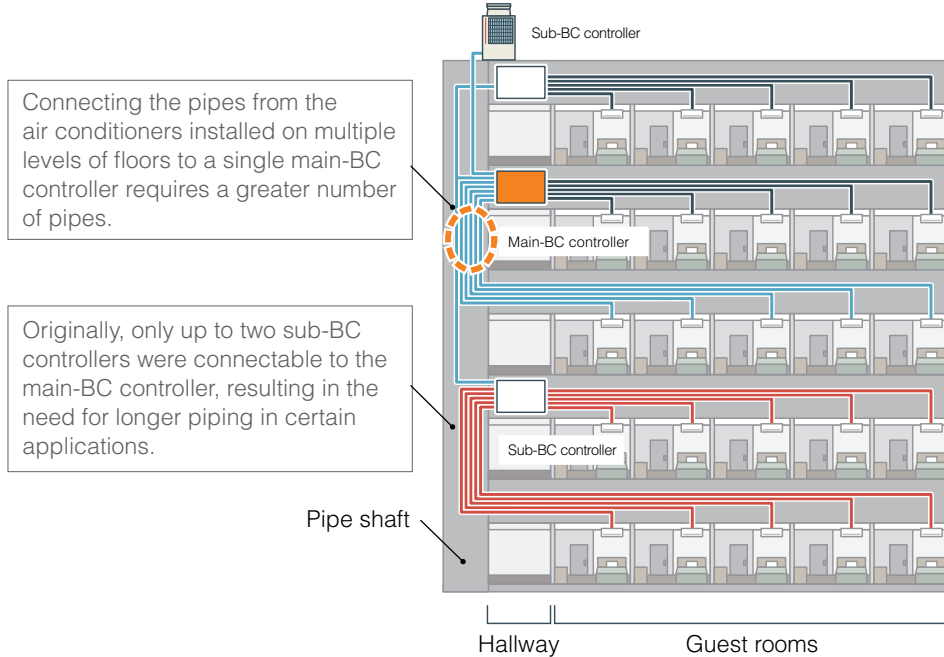 Sub-BC controller
Connecting the pipes from the
air conditioners installed on multiple
levels of floors to a single main-BC
controller requires a greater number
of pipes.
Main-BC controller
Originally, only up to two sub-BC
controllers were connectable to the
main-BC controller, resulting in the
need for longer piping in certain
applications.
Sub-BC controller
Pipe shaft
Hallway
Guest rooms